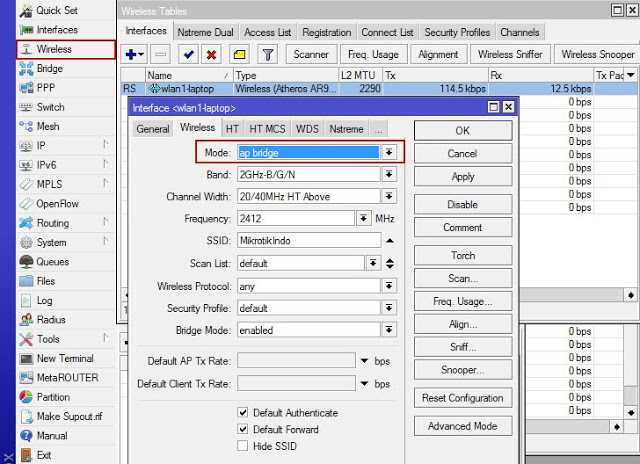 Quick Set
Interfaces
Wireless
Bridge
PPP
Switch
Mesh
IP
IPv6
MPLS
OpenFlow
Routing
System
Queues
Files
Log
Radius
Tools
New Terminal
MetaROUTER
Partition
Make Supout.rif
Manual
Exit
Wireless Tables
Interfaces Nstreme Dual Access List Registration Connect List Security Profiles Channels
Scanner Freq. Usage Alignment Wireless Sniffer Wireless Snooper
Name Type L2 MTU Tx Rx Tx Pac
RS wlan1-laptop Wireless (Atheros AR9... 2290 114.5 kbps 12.5 kbps
0 bps
0 bps
0 bps
0 bps
0 bps
0 bps
0 bps
0 bps
0 bps
Interface <wlan1-laptop>
General Wireless HT HT MCS WDS Nstreme ...
Mode: ap bridge
Band: 2GHz-B/G/N
Channel Width: 20/40MHz HT Above
Frequency: 2412 MHz
SSID: MikrotikIndo
Scan List: default
Wireless Protocol: any
Security Profile: default
Bridge Mode: enabled
Default AP Tx Rate: bps
Default Client Tx Rate: bps
Default Authenticate
Default Forward
Hide SSID
OK
Cancel
Apply
Disable
Comment
Torch
Scan...
Freq. Usage...
Align...
Sniff...
Snooper...
Reset Configuration
Advanced Mode
0 bps
0 bps
0 bps
0 bps
0 bps
0 bps
0 bps